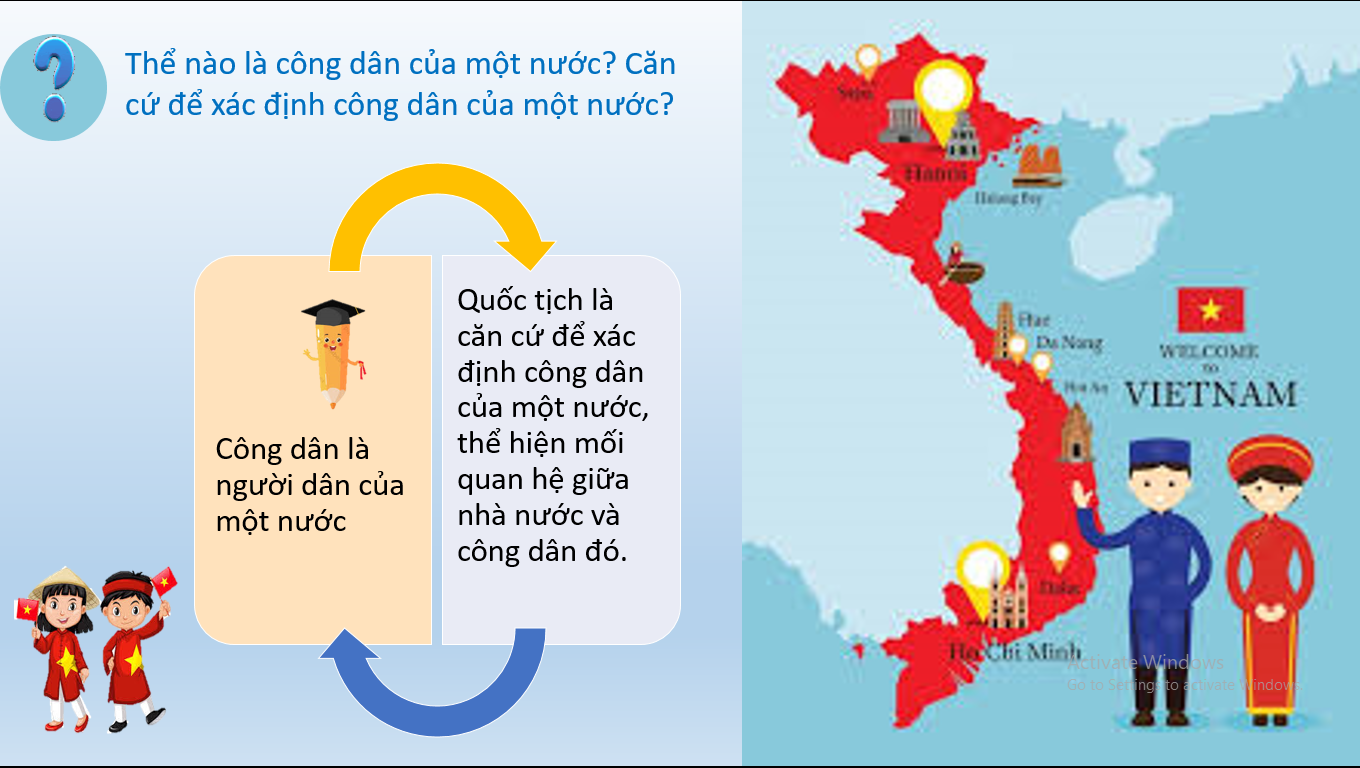 Thể nào là công dân của một nước? Căn
cứ để xác định công dân của một nước?
Công dân là
người dân của
một nước
Quốc tịch là
căn cứ để xác
định công dân
của một nước,
thể hiện mối
quan hệ giữa
nhà nước và
công dân đó.
Sapa
Hanoi
Halong Bay
Hue
Da Nang
Hoi An
WELCOME
to
VIETNAM
Dalat
Ho Chi Minh
Activate Windows
Go to Settings to activate Windows.